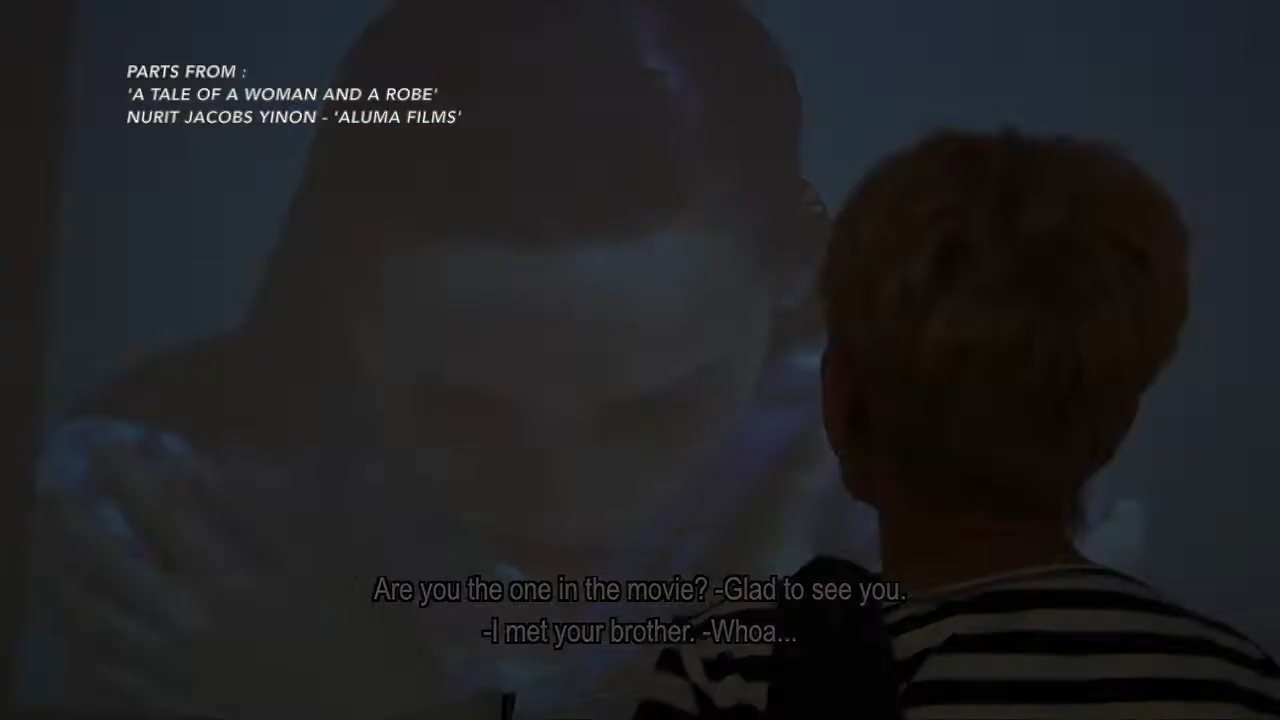 PARTS FROM :
'A TALE OF A WOMAN AND A ROBE'
NURIT JACOBS YINON - 'ALUMA FILMS'
Are you the one in the movie? -Glad to see you.
-I met your brother. -Whoa...